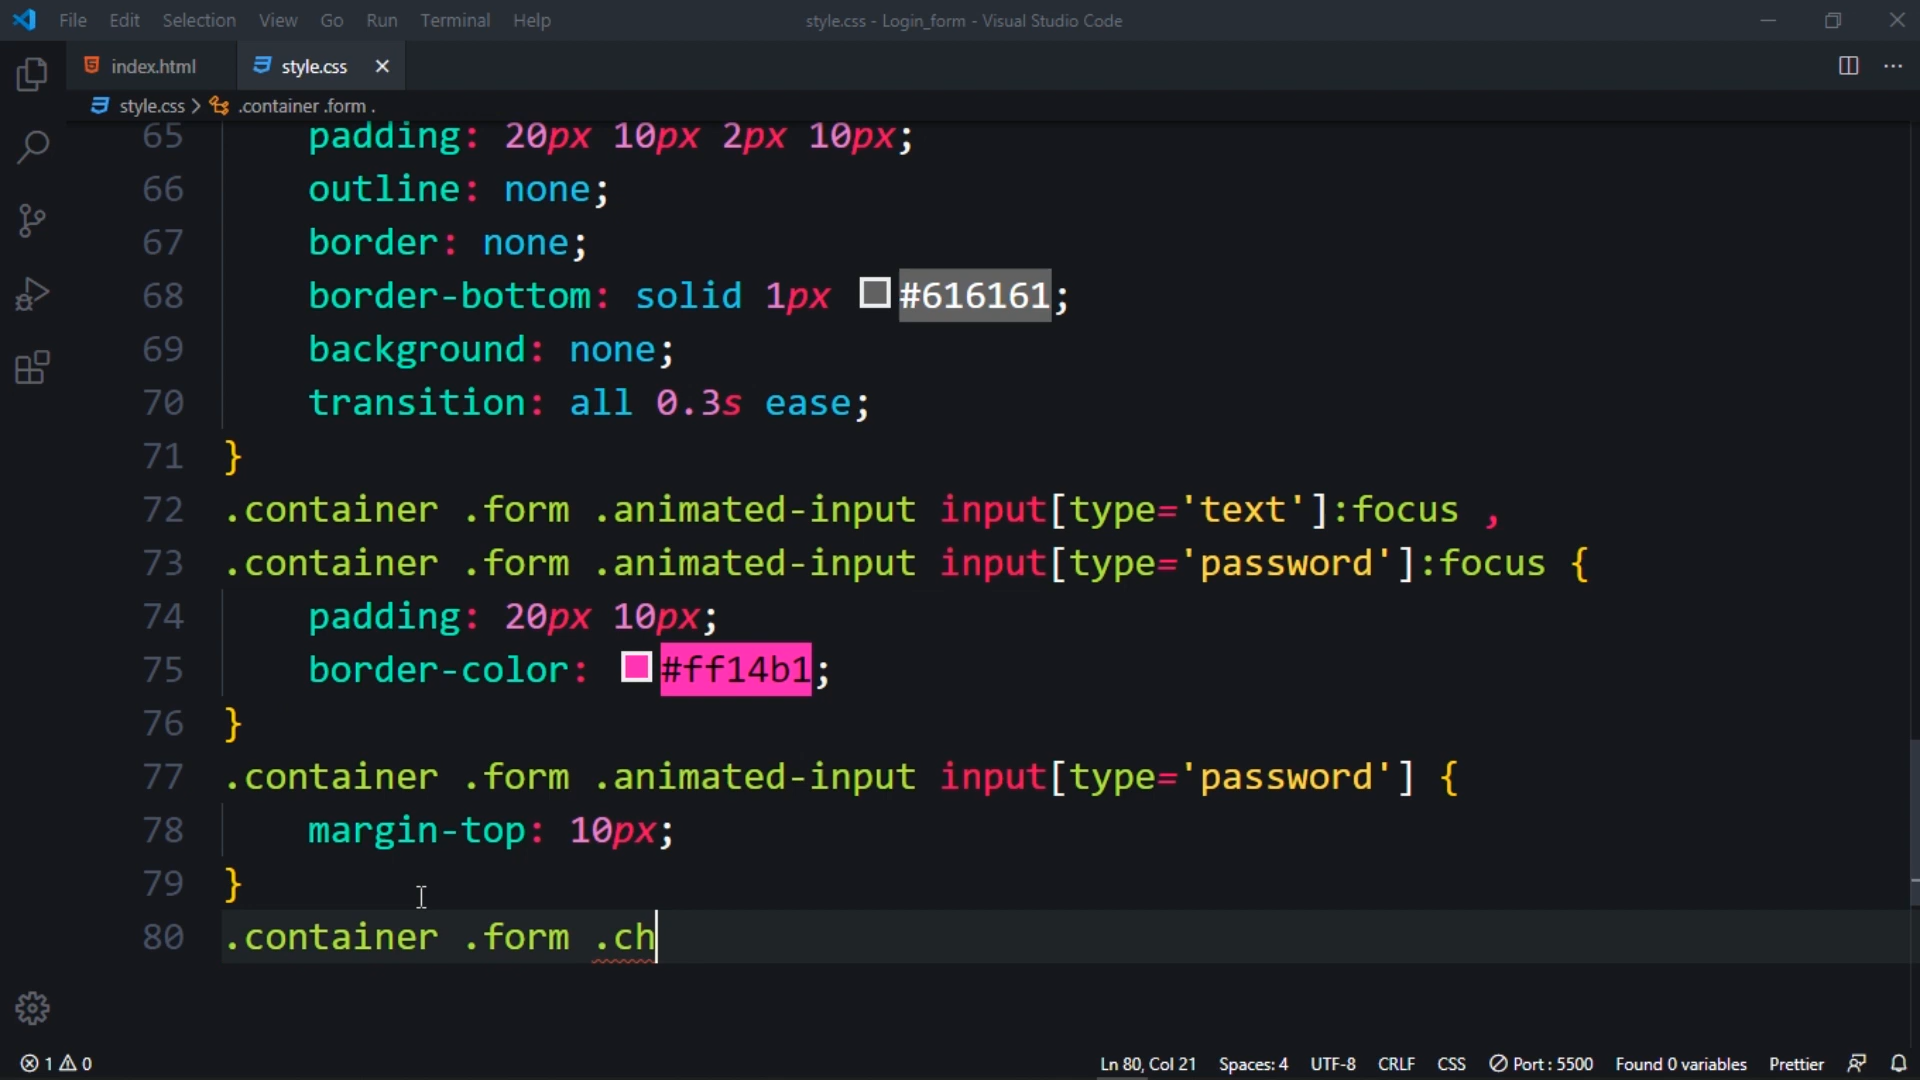 File Edit Selection View Go Run Terminal Help style.css - Login_form - Visual Studio Code
index.html style.css
style.css > .container .form .
65 padding: 20px 10px 2px 10px;
66 outline: none;
67 border: none;
68 border-bottom: solid 1px #616161;
69 background: none;
70 transition: all 0.3s ease;
71 }
72 .container .form .animated-input input[type='text']:focus ,
73 .container .form .animated-input input[type='password']:focus {
74 padding: 20px 10px;
75 border-color: #ff14b1;
76 }
77 .container .form .animated-input input[type='password'] {
78 margin-top: 10px;
79 }
80 .container .form .ch
1 0 Ln 80, Col 21 Spaces: 4 UTF-8 CRLF CSS Port : 5500 Found 0 variables Prettier